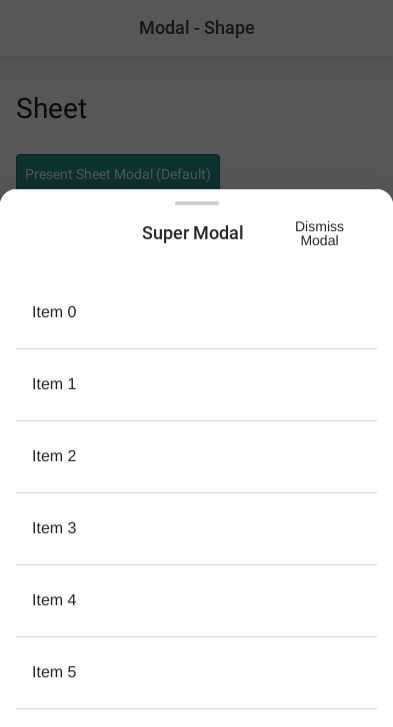 Modal - Shape
Sheet
Present Sheet Modal (Default)
Super Modal
Dismiss
Modal
Item 0
Item 1
Item 2
Item 3
Item 4
Item 5